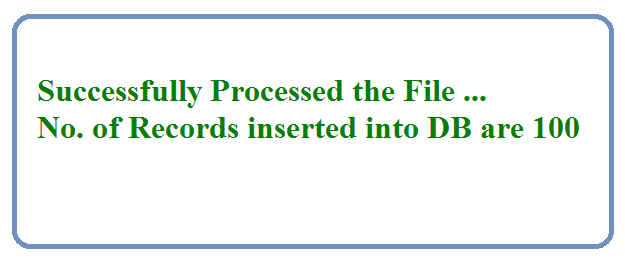 Successfully Processed the File ...
No. of Records inserted into DB are 100